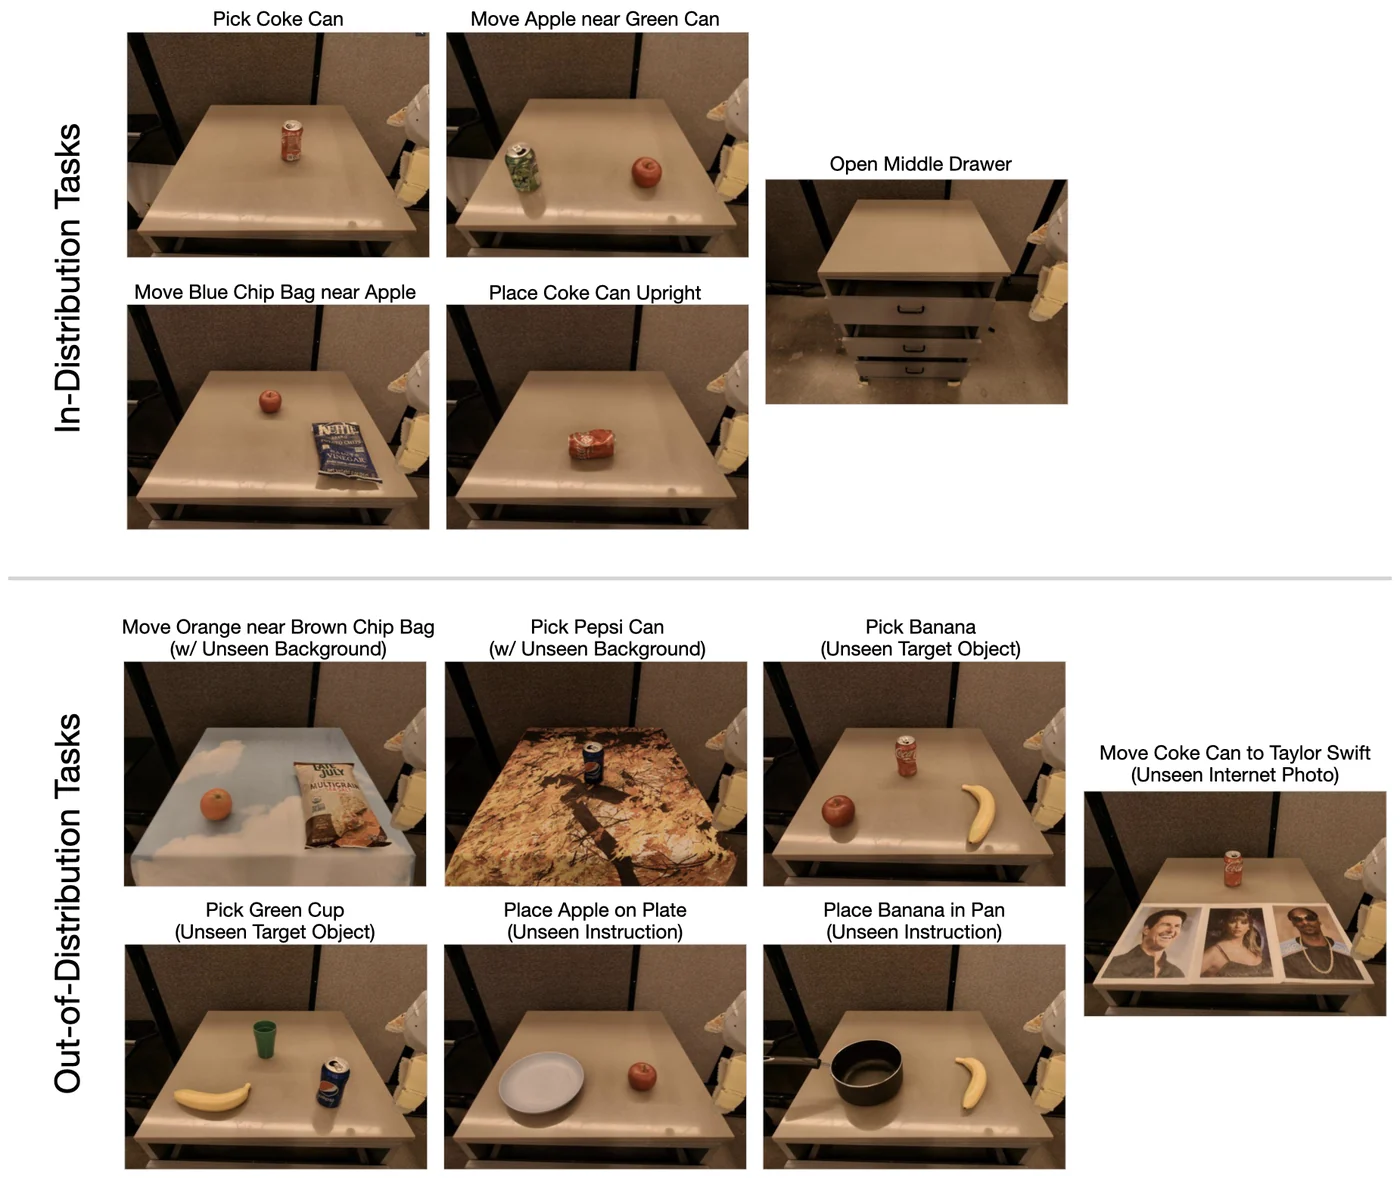 In-Distribution Tasks
Pick Coke Can
Move Apple near Green Can
Open Middle Drawer
Move Blue Chip Bag near Apple
KETTLE
VINEGAR
Place Coke Can Upright
Out-of-Distribution Tasks
Move Orange near Brown Chip Bag
(w/ Unseen Background)
LATE
JULY
MULTIGRAIN
Pick Pepsi Can
(w/ Unseen Background)
Pick Banana
(Unseen Target Object)
Move Coke Can to Taylor Swift
(Unseen Internet Photo)
Pick Green Cup
(Unseen Target Object)
Place Apple on Plate
(Unseen Instruction)
Place Banana in Pan
(Unseen Instruction)